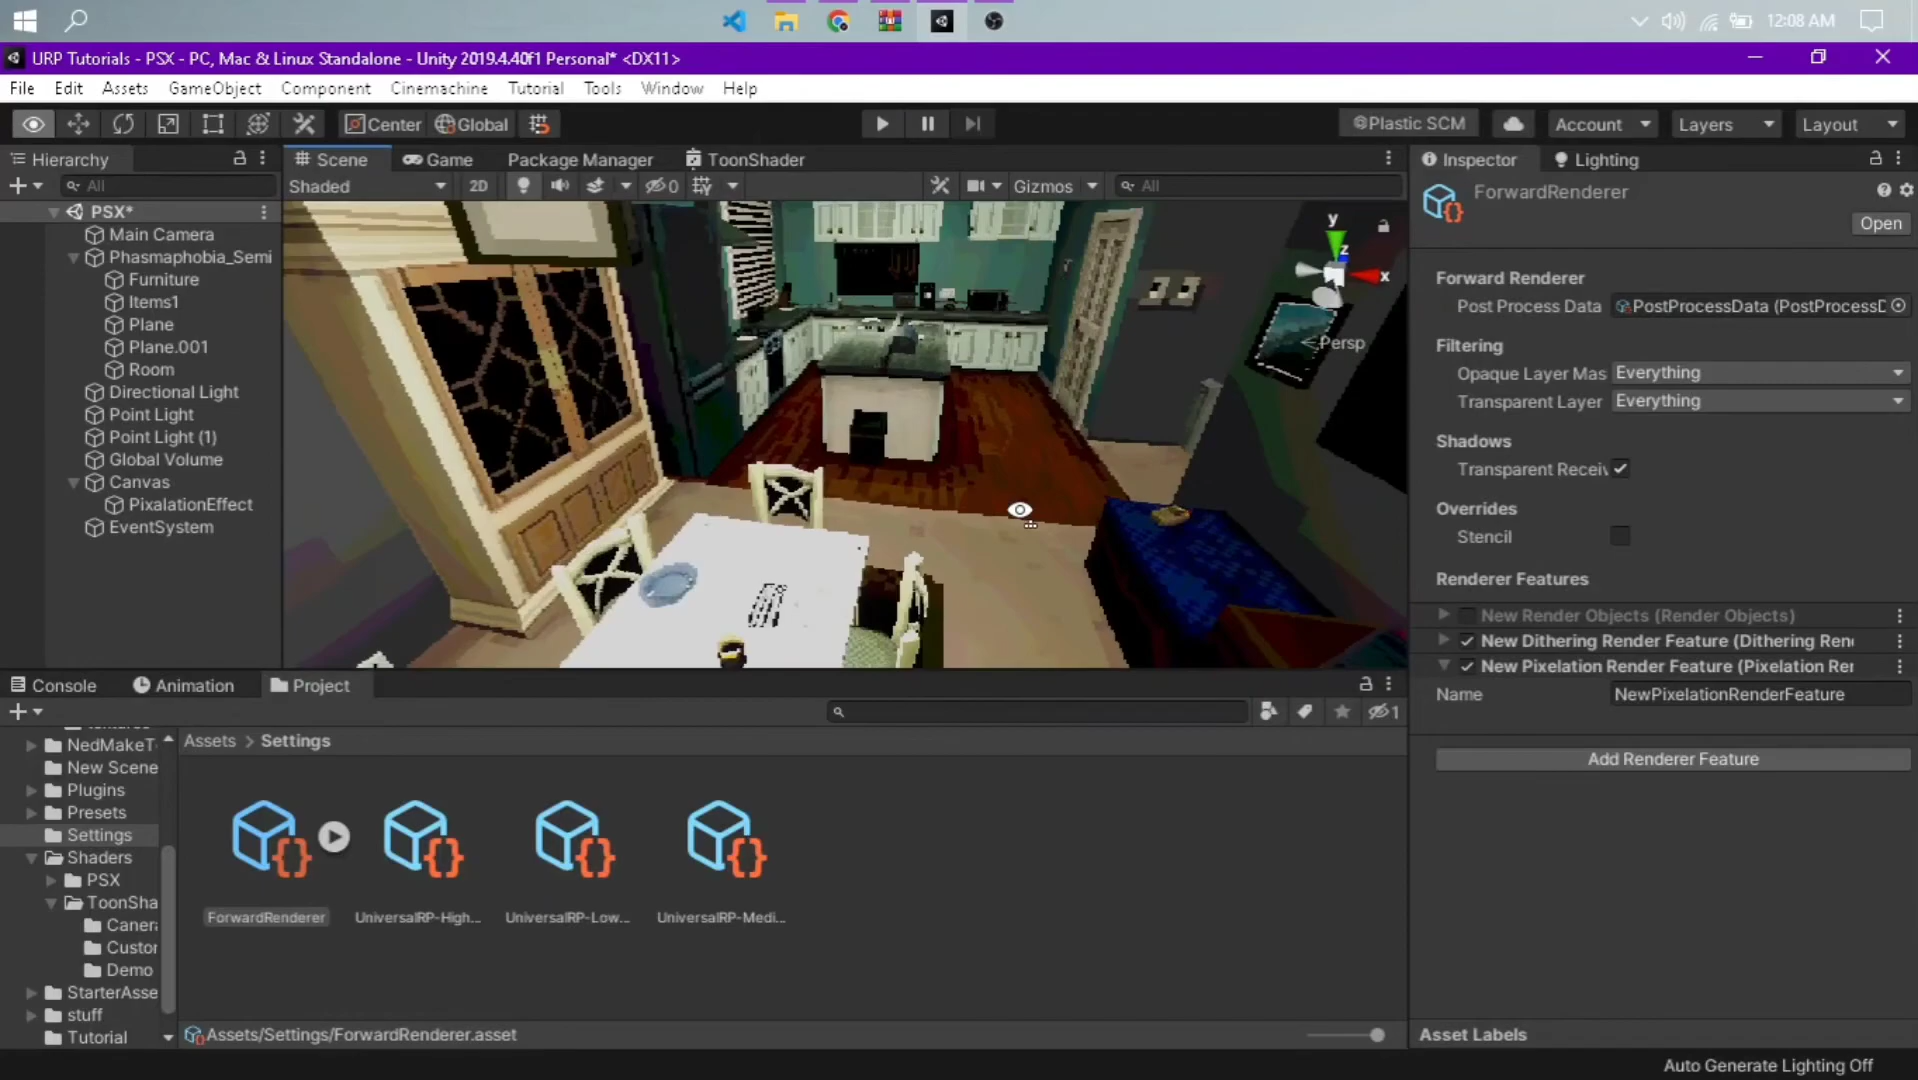 12:08 AM
URP Tutorials - PSX - PC, Mac & Linux Standalone - Unity 2019.4.40f1 Personal* <DX11>
File Edit Assets GameObject Component Cinemachine Tutorial Tools Window Help
Center Global Plastic SCM Account Layers Layout
Hierarchy
All
PSX*
Main Camera
Phasmaphobia_Semi
Furniture
Items1
Plane
Plane.001
Room
Directional Light
Point Light
Point Light (1)
Global Volume
Canvas
PixalationEffect
EventSystem
Scene Game Package Manager ToonShader
Shaded 2D 0 Gizmos All
y
z
x
Persp
Inspector Lighting
ForwardRenderer
Open
Forward Renderer
Post Process Data PostProcessData (PostProcessD
Filtering
Opaque Layer Mas Everything
Transparent Layer Everything
Shadows
Transparent Receiv
Overrides
Stencil
Renderer Features
New Render Objects (Render Objects)
New Dithering Render Feature (Dithering Ren
New Pixelation Render Feature (Pixelation Rer
Name NewPixelationRenderFeature
Add Renderer Feature
Asset Labels
Console Animation Project
1
NedMakeT
New Scene
Plugins
Presets
Settings
Shaders
PSX
ToonSha
Camera
Custor
Demo
StarterAsse
stuff
Tutorial
Assets > Settings
ForwardRenderer UniversalRP-High... UniversalRP-Low... UniversalRP-Medi...
Assets/Settings/ForwardRenderer.asset
Auto Generate Lighting Off